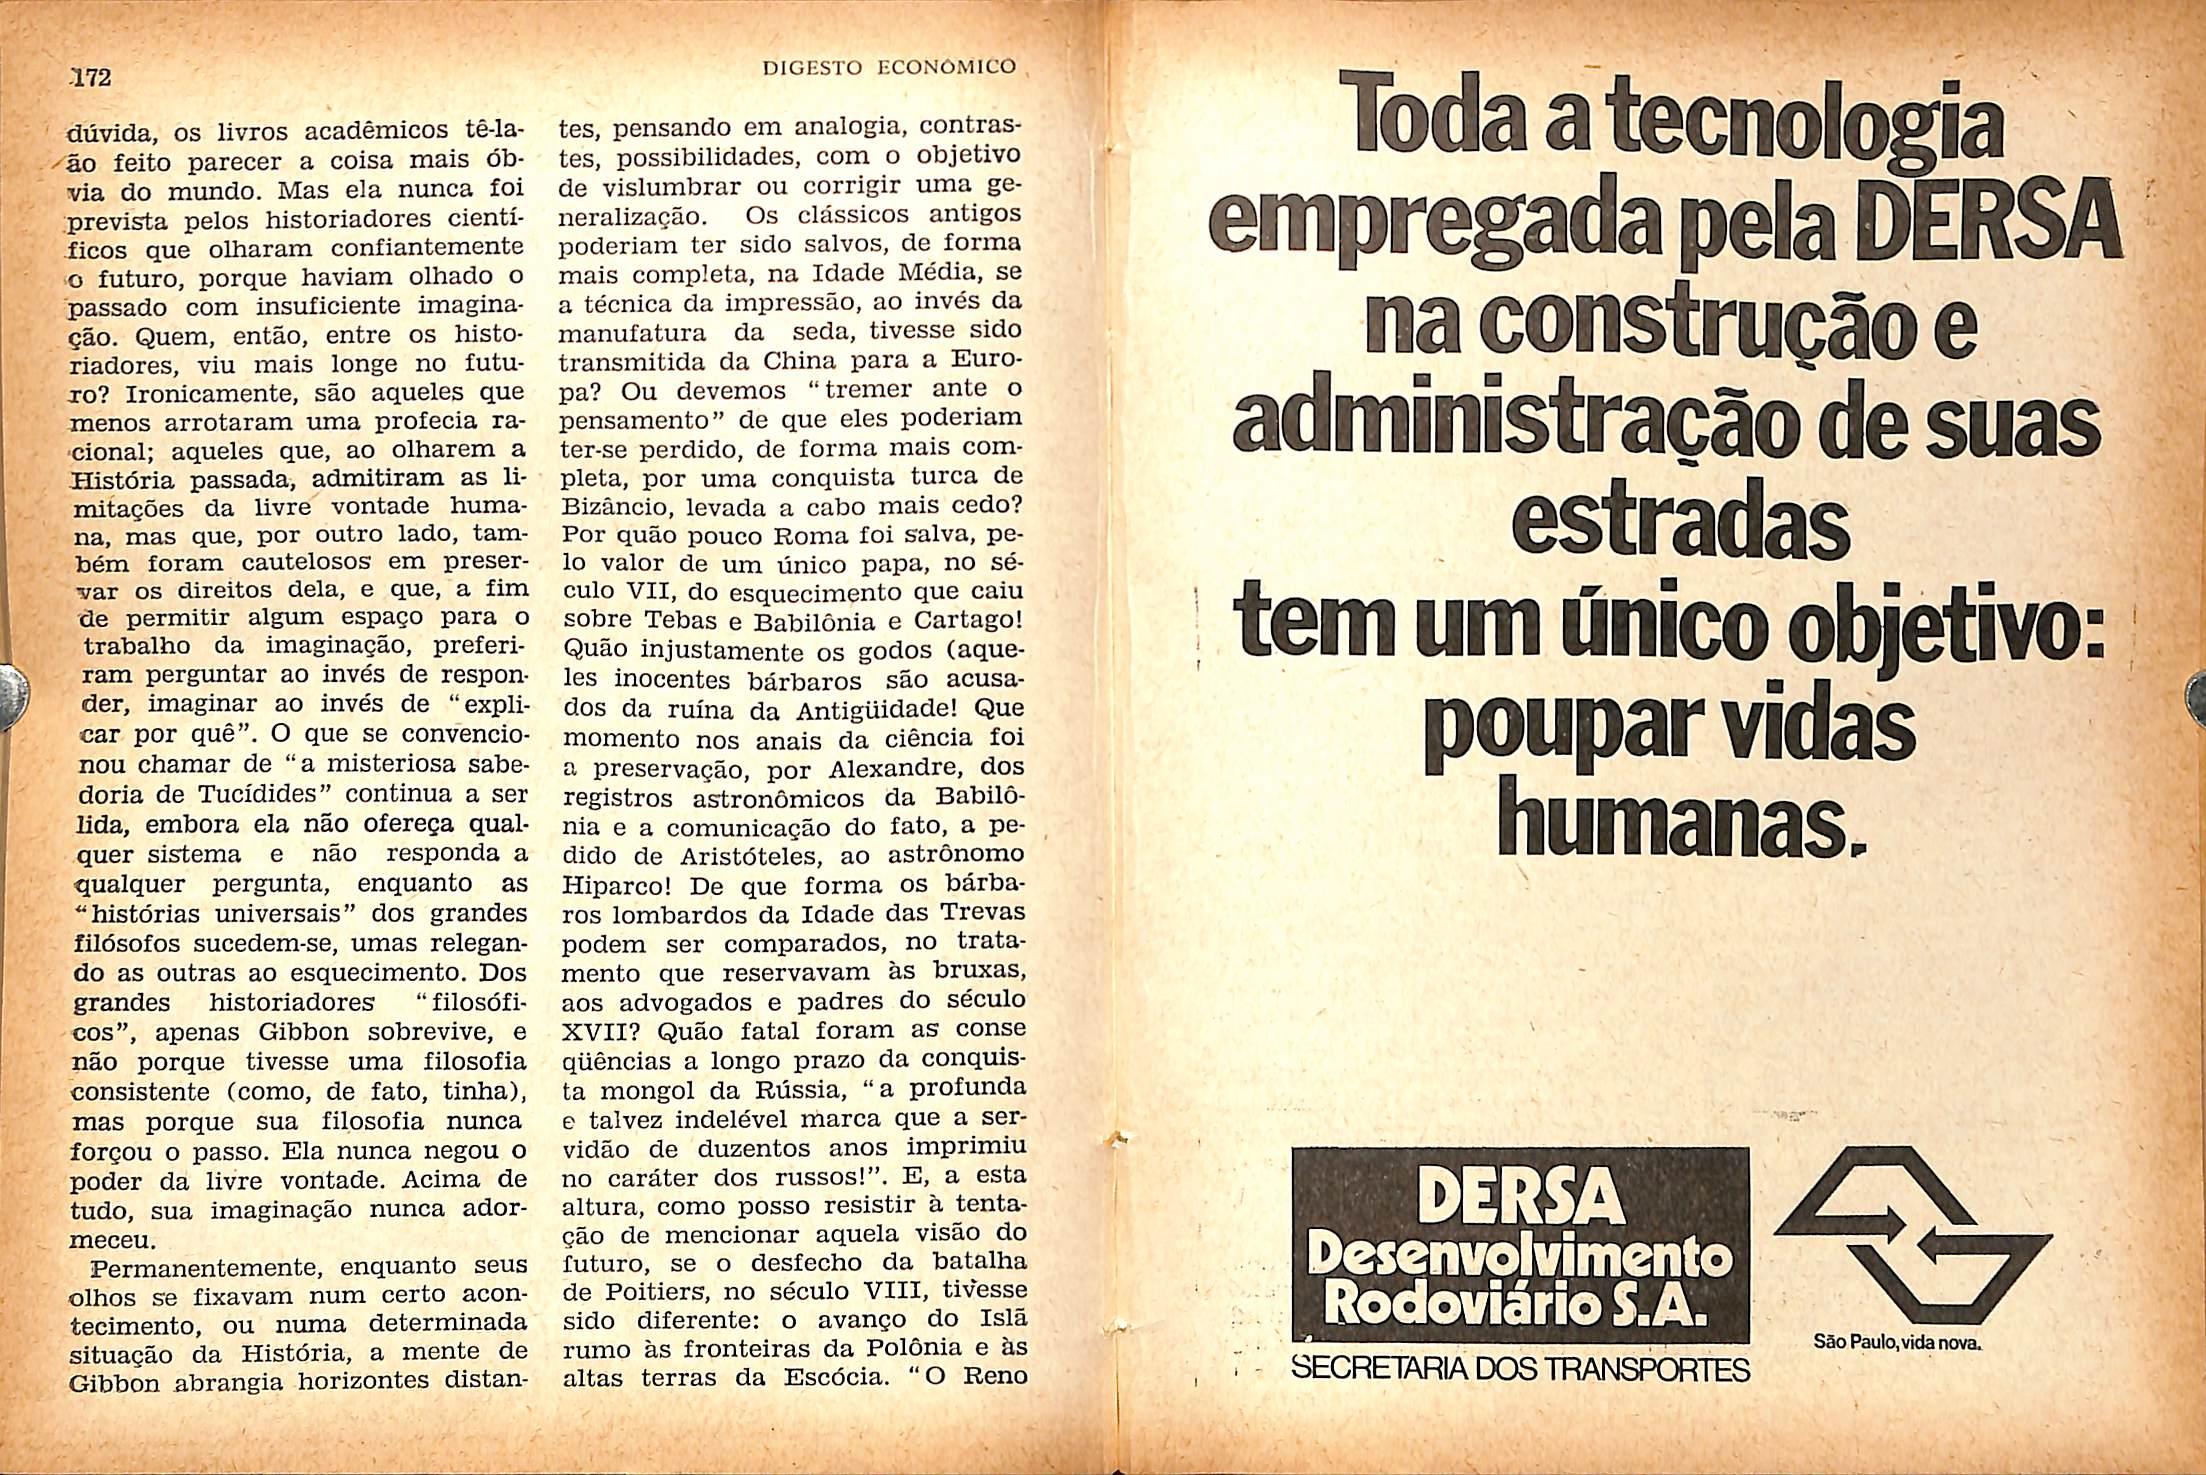 172
DIGESTO ECONÔMICO
dúvida, os livros acadêmicos tê-la-
ão feito parecer a coisa mais ób-
via do mundo. Mas ela nunca foi
prevista pelos historiadores cientí-
ficos que olharam confiantemente
o futuro, porque haviam olhado o
passado com insuficiente imagina-
ção. Quem, então, entre os histo-
riadores, viu mais longe no futu-
ro? Ironicamente, são aqueles que
menos arrotaram uma profecia ra-
cional; aqueles que, ao olharem a
História passada, admitiram as li-
mitações da livre vontade huma-
na, mas que, por outro lado, tam-
bém foram cautelosos em preser-
var os direitos dela, e que, a fim
de permitir algum espaço para o
trabalho da imaginação, preferi-
ram perguntar ao invés de respon-
der, imaginar ao invés de "expli-
car por quê". O que se convencio-
nou chamar de "a misteriosa sabe-
doria de Tucídides" continua a ser
lida, embora ela não ofereça qual-
quer sistema e não responda a
qualquer pergunta, enquanto as
"histórias universais" dos grandes
filósofos sucedem-se, umas relegan-
do as outras ao esquecimento. Dos
grandes historiadores "filosófi-
cos", apenas Gibbon sobrevive, e
não porque tivesse uma filosofia
consistente (como, de fato, tinha),
mas porque sua filosofia nunca
forçou o passo. Ela nunca negou o
poder da livre vontade. Acima de
tudo, sua imaginação nunca ador-
meceu.
Permanentemente, enquanto seus
olhos se fixavam num certo acon-
tecimento, ou numa determinada
situação da História, a mente de
Gibbon abrangia horizontes distan-
tes, pensando em analogia, contras-
tes, possibilidades, com o objetivo
de vislumbrar ou corrigir uma ge-
neralização. Os clássicos antigos
poderiam ter sido salvos, de forma
mais completa, na Idade Média, se
a técnica da impressão, ao invés da
manufatura da seda, tivesse sido
transmitida da China para a Euro-
pa? Ou devemos "tremer ante o
pensamento" de que eles poderiam
ter-se perdido, de forma mais com-
pleta, por uma conquista turca de
Bizâncio, levada a cabo mais cedo?
Por quão pouco Roma foi salva, pe-
lo valor de um único papa, no sé-
culo VII, do esquecimento que caiu
sobre Tebas e Babilônia e Cartago!
Quão injustamente os godos (aque-
les inocentes bárbaros são acusa-
dos da ruína da Antigüidade! Que
momento nos anais da ciência foi
a preservação, por Alexandre, dos
registros astronômicos da Babilô-
nia e a comunicação do fato, a pe-
dido de Aristóteles, ao astrônomo
Hiparco! De que forma os bárba-
ros lombardos da Idade das Trevas
podem ser comparados, no trata-
mento que reservavam às bruxas,
aos advogados e padres do século
XVII? Quão fatal foram as conse
qüências a longo prazo da conquis-
ta mongol da Rússia, "a profunda
e talvez indelével marca que a ser-
vidão de duzentos anos imprimiu
no caráter dos russos!". E, a esta
altura, como posso resistir à tenta-
ção de mencionar aquela visão do
futuro, se o desfecho da batalha
de Poitiers, no século VIII, tivesse
sido diferente: o avanço do Islã
rumo às fronteiras da Polônia e às
altas terras da Escócia. "O Reno
Toda a tecnologia
empregada pela DERSA
na construção e
administração de suas
estradas
tem um único objetivo:
poupar vidas
humanas.
DERSA
Desenvolvimento
Rodoviário S.A.
SECRETARIA DOS TRANSPORTES
São Paulo, vida nova.